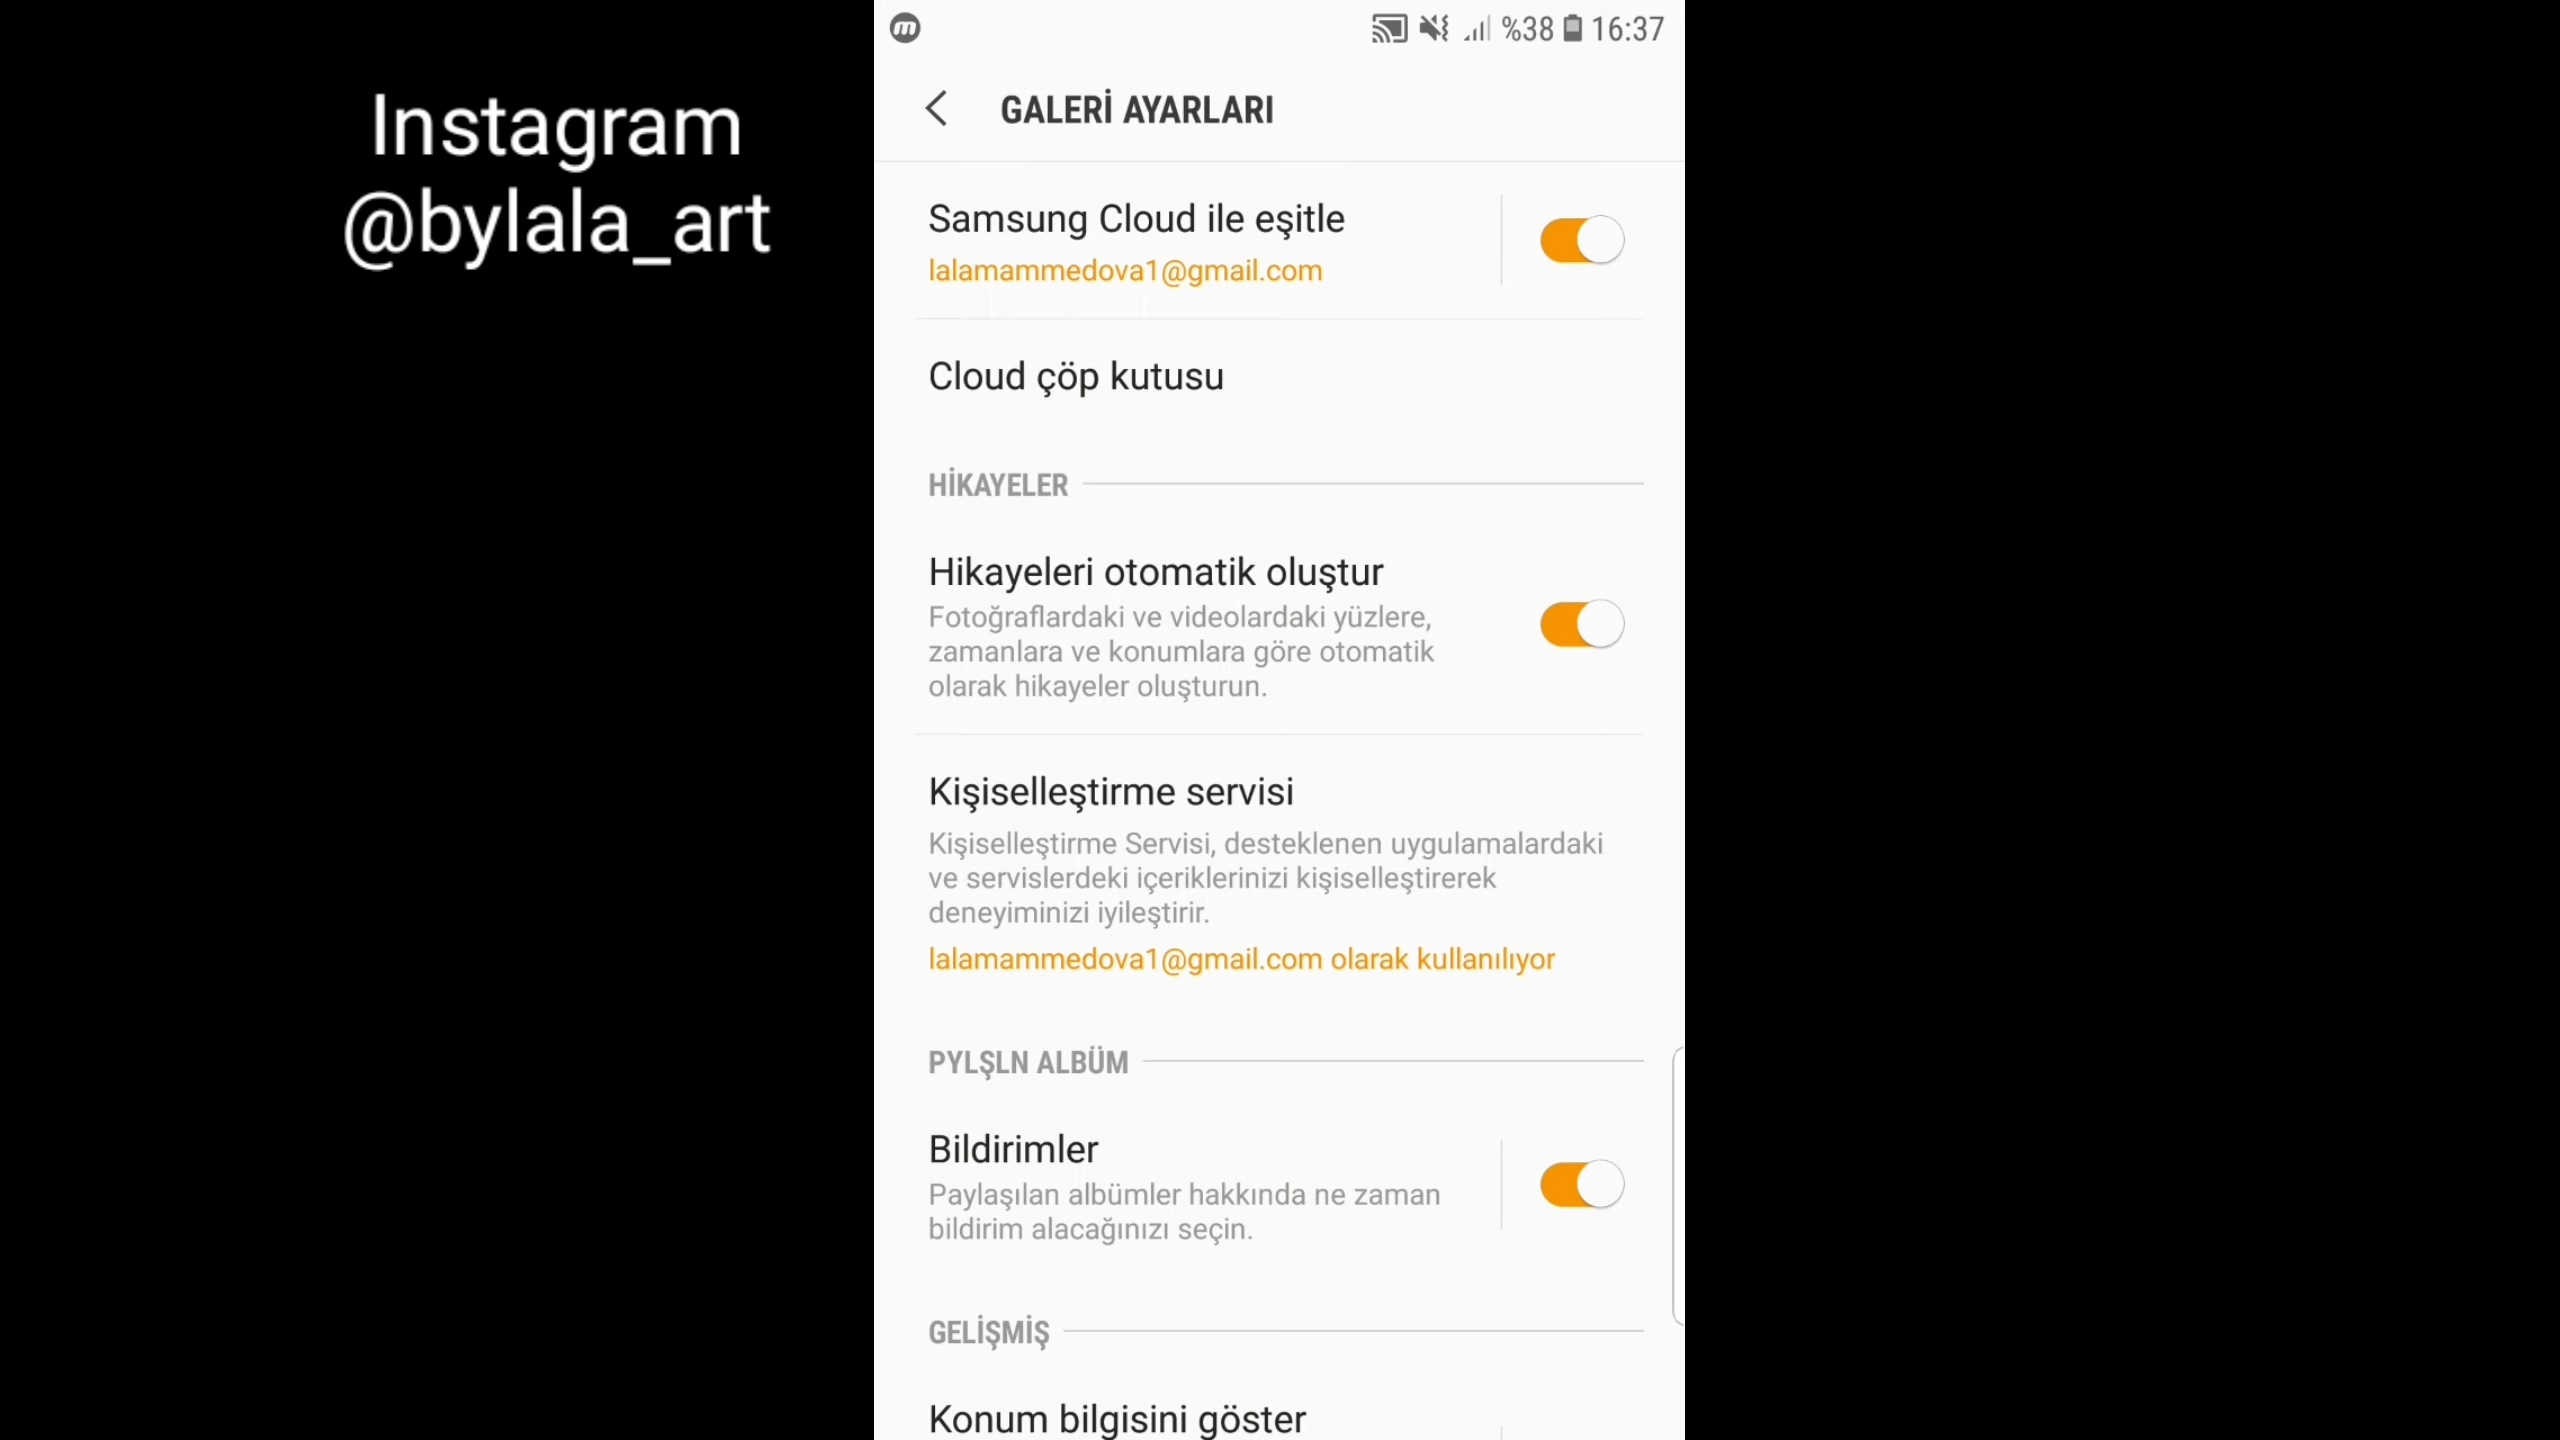 Instagram
@bylala_art
m
%38 16:37
GALERİ AYARLARI
Samsung Cloud ile eşitle
lalamammedova1@gmail.com
Cloud çöp kutusu
HİKAYELER
Hikayeleri otomatik oluştur
Fotoğraflardaki ve videolardaki yüzlere,
zamanlara ve konumlara göre otomatik
olarak hikayeler oluşturun.
Kişiselleştirme servisi
Kişiselleştirme Servisi, desteklenen uygulamalardaki
ve servislerdeki içeriklerinizi kişiselleştirerek
deneyiminizi iyileştirir.
lalamammedova1@gmail.com olarak kullanılıyor
PYLŞLN ALBÜM
Bildirimler
Paylaşılan albümler hakkında ne zaman
bildirim alacağınızı seçin.
GELİŞMİŞ
Konum bilgisini göster